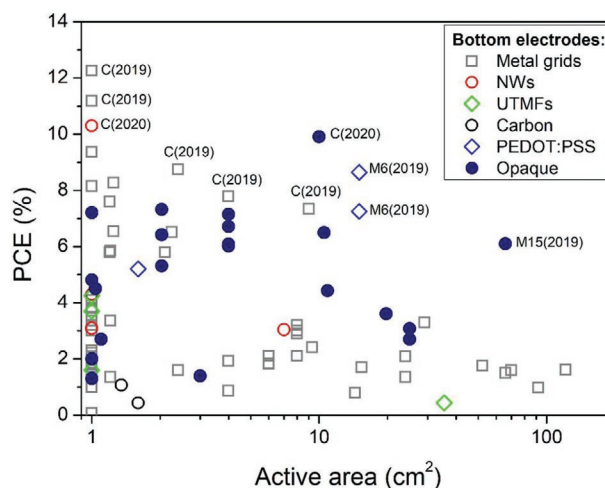 14
12
10
8
6
4
2
0
PCE (%)
1
10
100
Active area (cm²)
C(2019)
C(2019)
C(2020)
C(2019)
C(2019)
C(2019)
C(2020)
M6(2019)
M6(2019)
M15(2019)
Bottom electrodes:
Metal grids
NWs
UTMFs
Carbon
PEDOT:PSS
Opaque